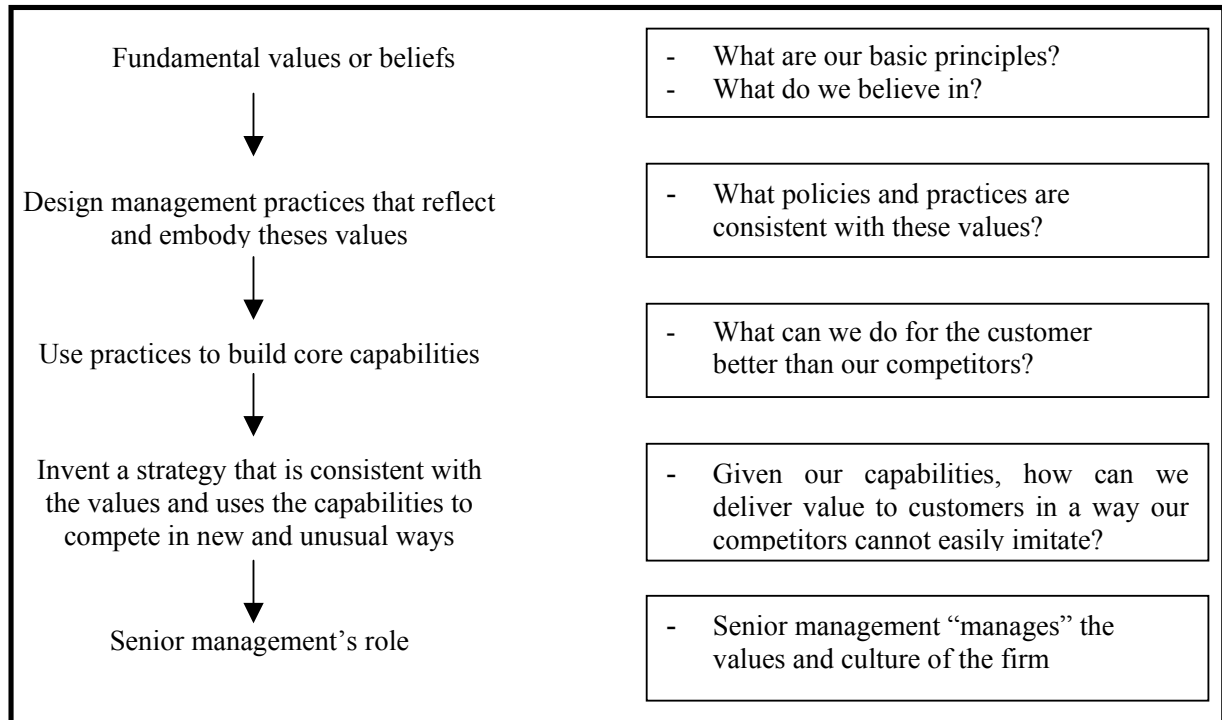 Fundamental values or beliefs
- What are our basic principles?
- What do we believe in?
Design management practices that reflect
and embody theses values
- What policies and practices are
consistent with these values?
Use practices to build core capabilities
- What can we do for the customer
better than our competitors?
Invent a strategy that is consistent with
the values and uses the capabilities to
compete in new and unusual ways
- Given our capabilities, how can we
deliver value to customers in a way our
competitors cannot easily imitate?
Senior management’s role
- Senior management “manages” the
values and culture of the firm